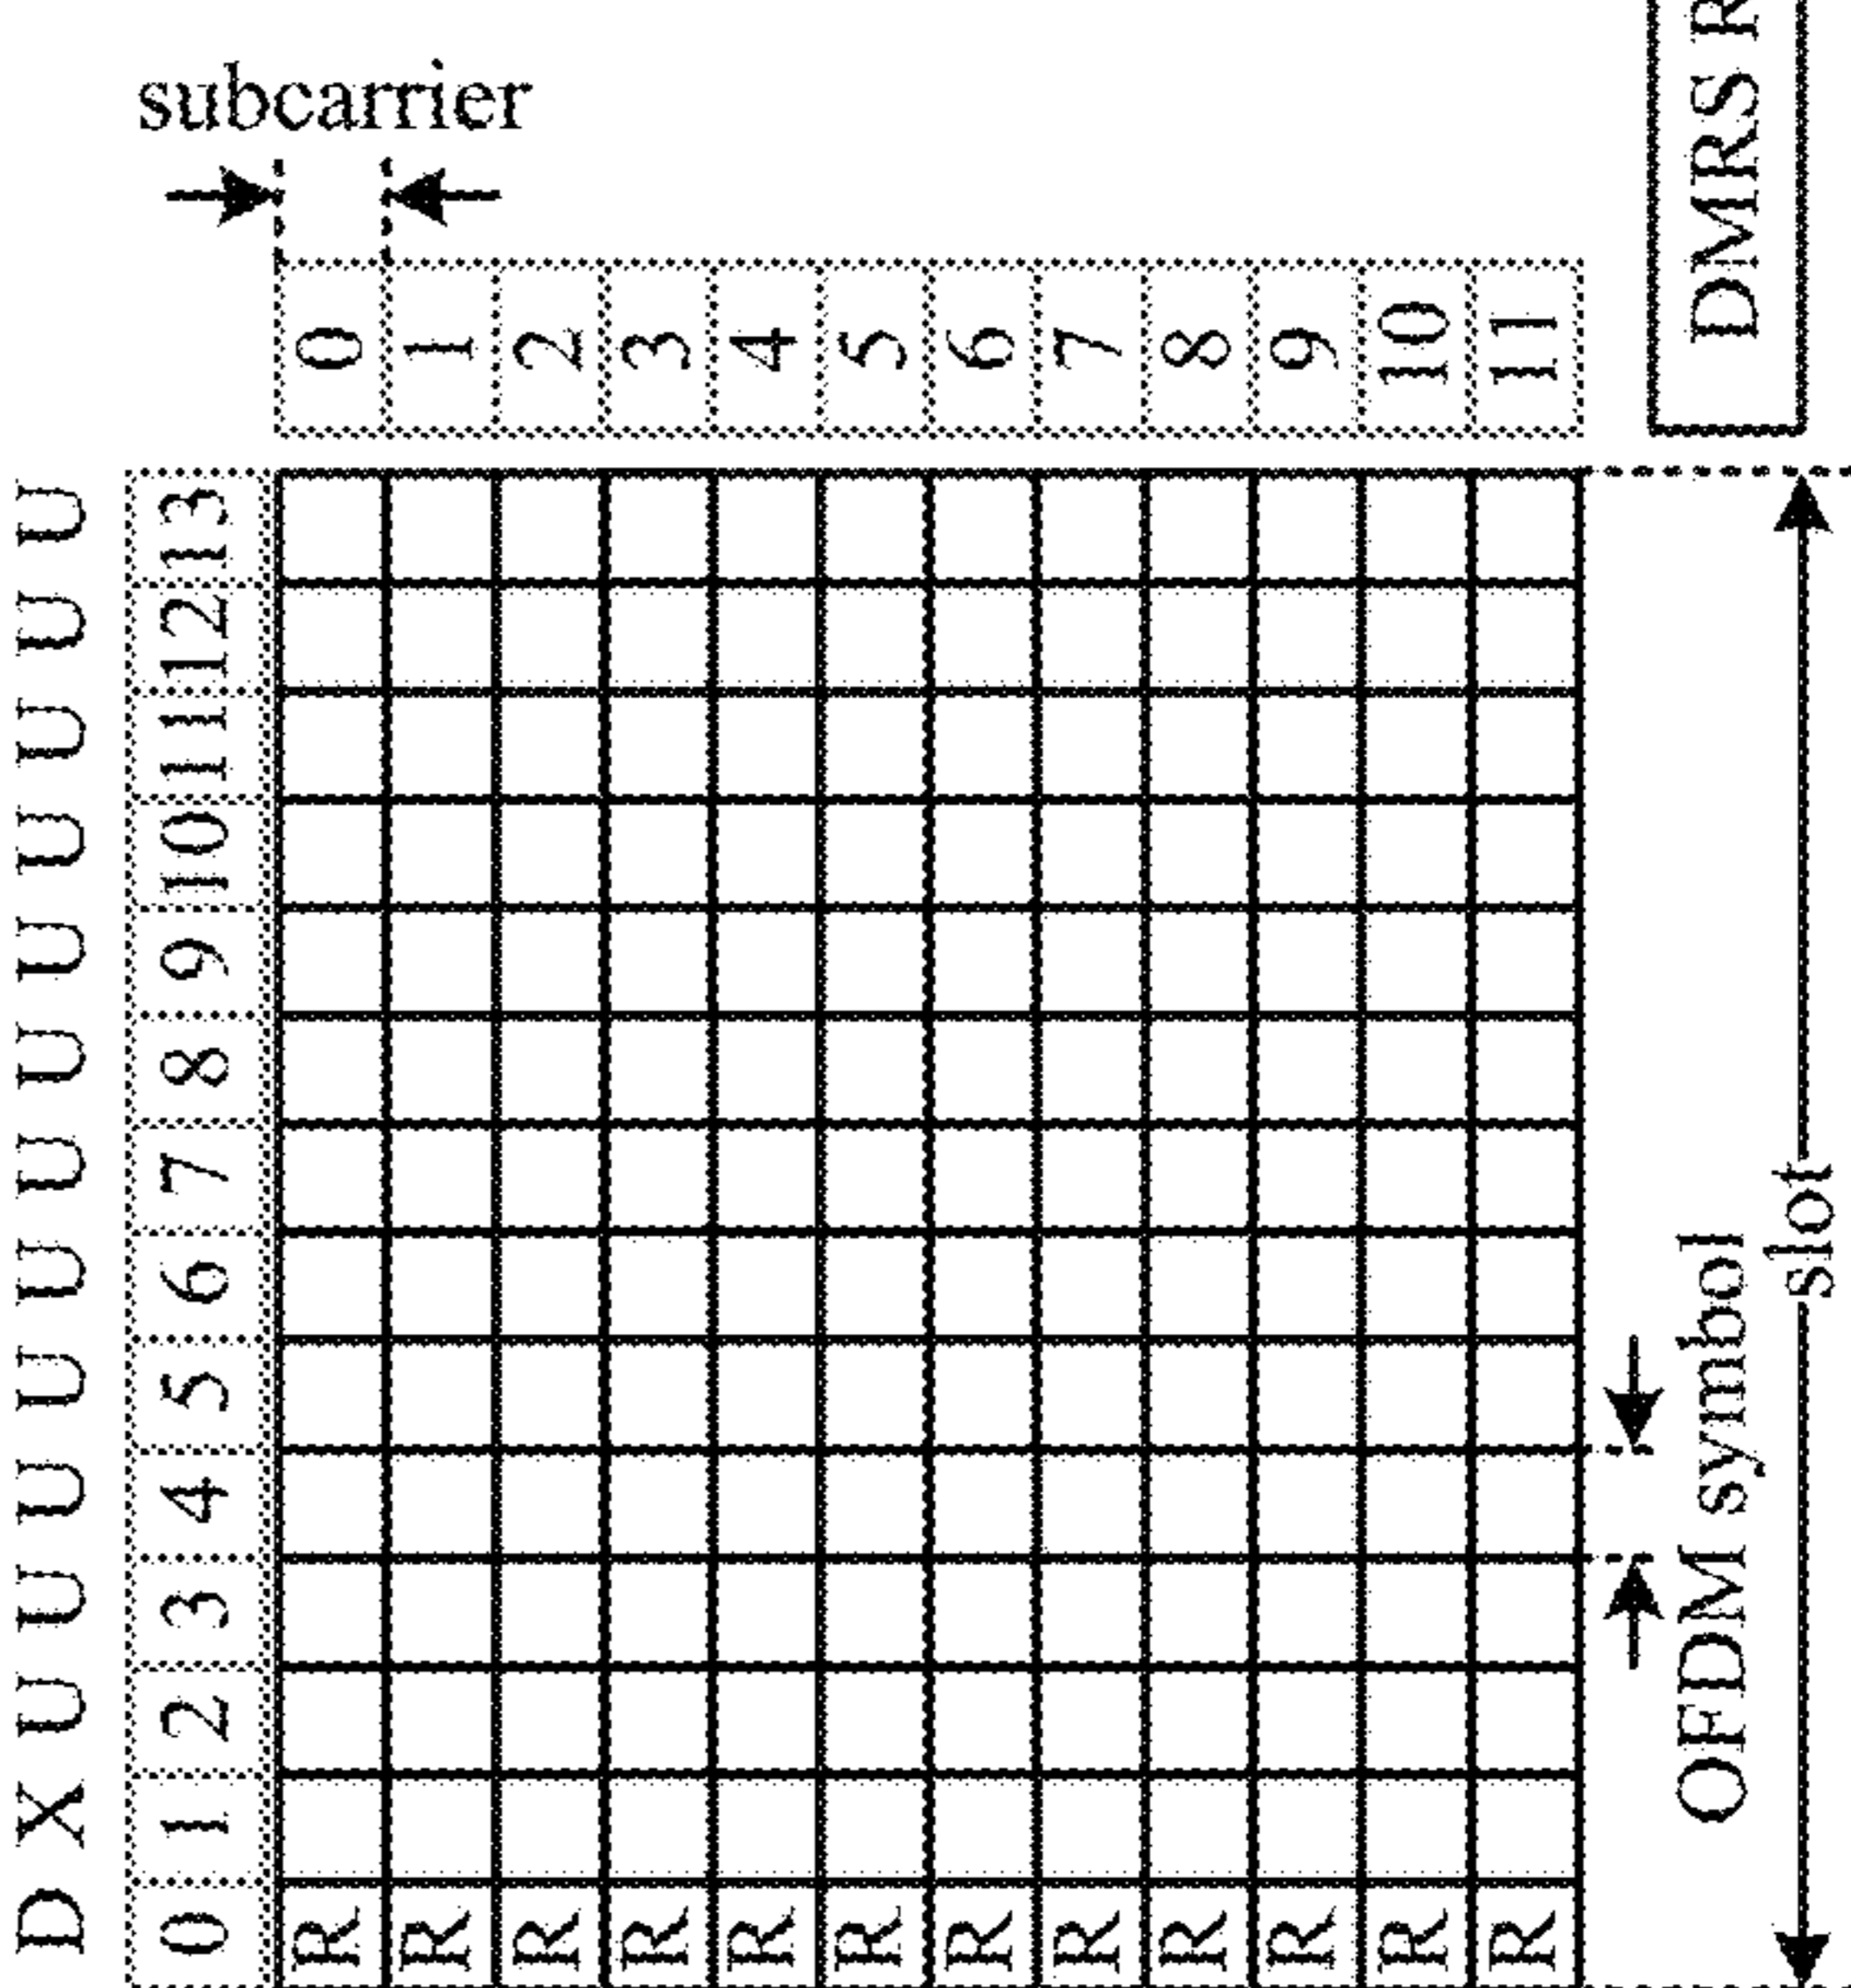 subcarrier
D X U U U U U U U U U U U U
0 1 2 3 4 5 6 7 8 9 10 11 12 13
R 0
R 1
R 2
R 3
R 4
R 5
R 6
R 7
R 8
R 9
R 10
R 11
OFDM symbol
DMRS R
slot